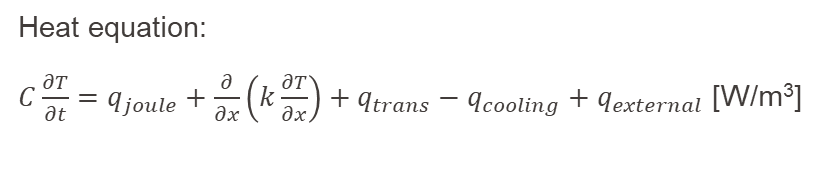 Heat equation:
C ∂T/∂t = q_joule + ∂/∂x (k ∂T/∂x) + q_trans − q_cooling + q_external [W/m³]